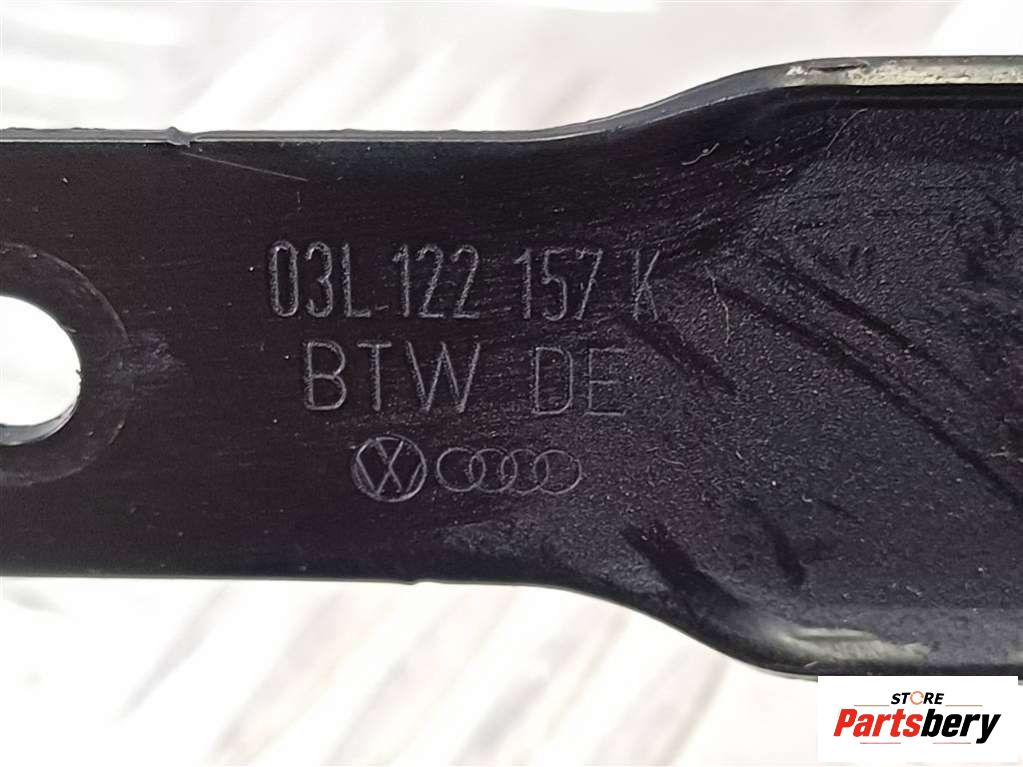 03L 122 157 K
BTW DE
STORE
Partsbery